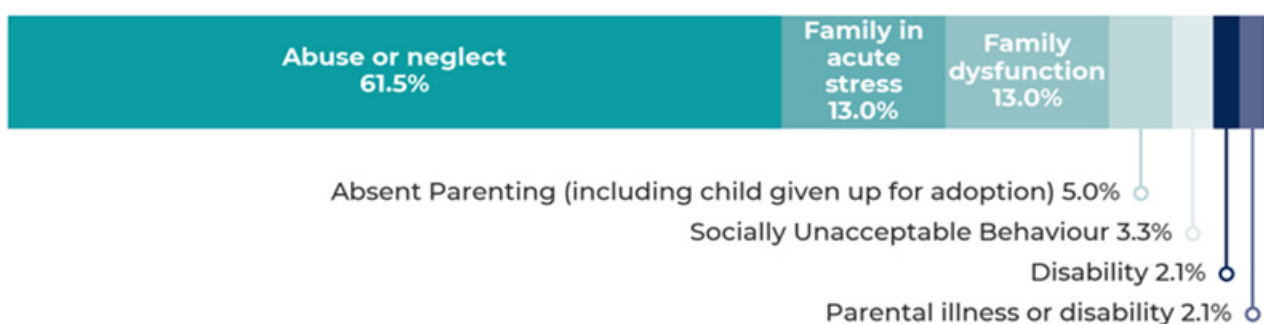 Abuse or neglect
61.5%
Family in
acute
stress
13.0%
Family
dysfunction
13.0%
Absent Parenting (including child given up for adoption) 5.0%
Socially Unacceptable Behaviour 3.3%
Disability 2.1%
Parental illness or disability 2.1%